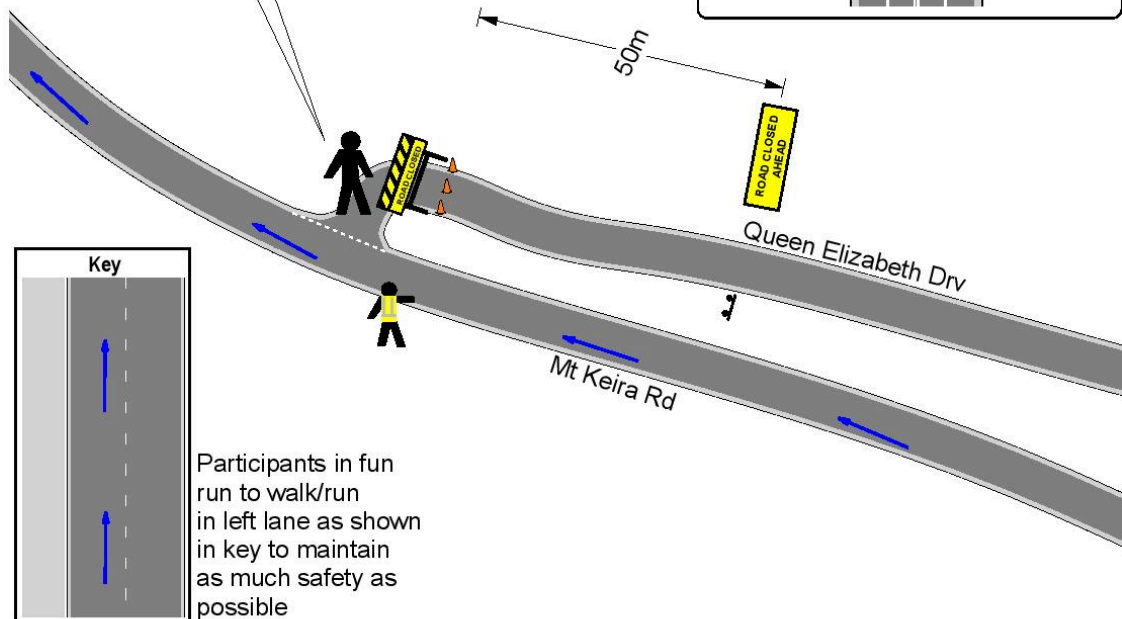 50m
ROAD CLOSED
AHEAD
ROAD CLOSED
Queen Elizabeth Drv
Mt Keira Rd
Key
Participants in fun
run to walk/run
in left lane as shown
in key to maintain
as much safety as
possible